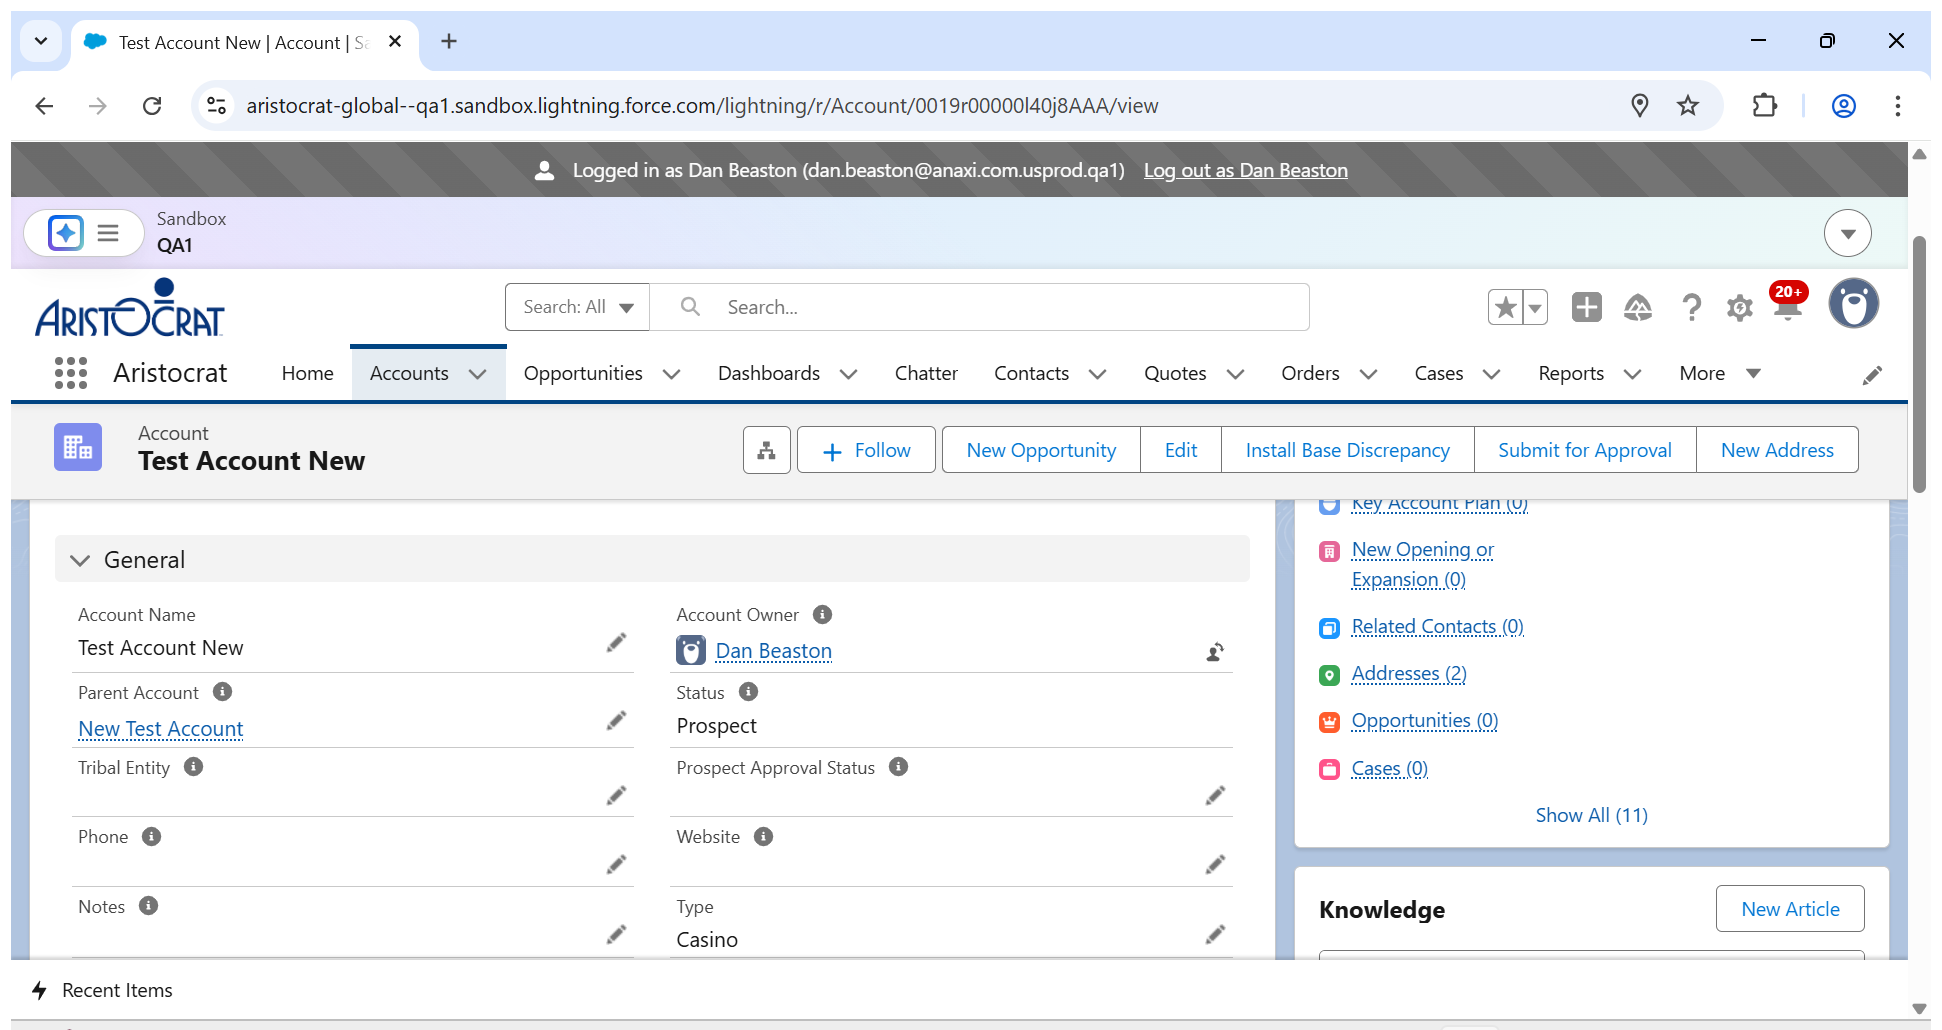 Test Account New | Account | Sa
aristocrat-global--qa1.sandbox.lightning.force.com/lightning/r/Account/0019r00000l40j8AAA/view
Logged in as Dan Beaston (dan.beaston@anaxi.com.usprod.qa1) Log out as Dan Beaston
Sandbox
QA1
ARISTOCRAT
Search: All
Search...
20+
Aristocrat
Home
Accounts
Opportunities
Dashboards
Chatter
Contacts
Quotes
Orders
Cases
Reports
More
Account
Test Account New
Follow
New Opportunity
Edit
Install Base Discrepancy
Submit for Approval
New Address
General
Account Name
Test Account New
Account Owner
Dan Beaston
Parent Account
New Test Account
Status
Prospect
Tribal Entity
Prospect Approval Status
Phone
Website
Notes
Type
Casino
Key Account Plan (0)
New Opening or
Expansion (0)
Related Contacts (0)
Addresses (2)
Opportunities (0)
Cases (0)
Show All (11)
Knowledge
New Article
Recent Items